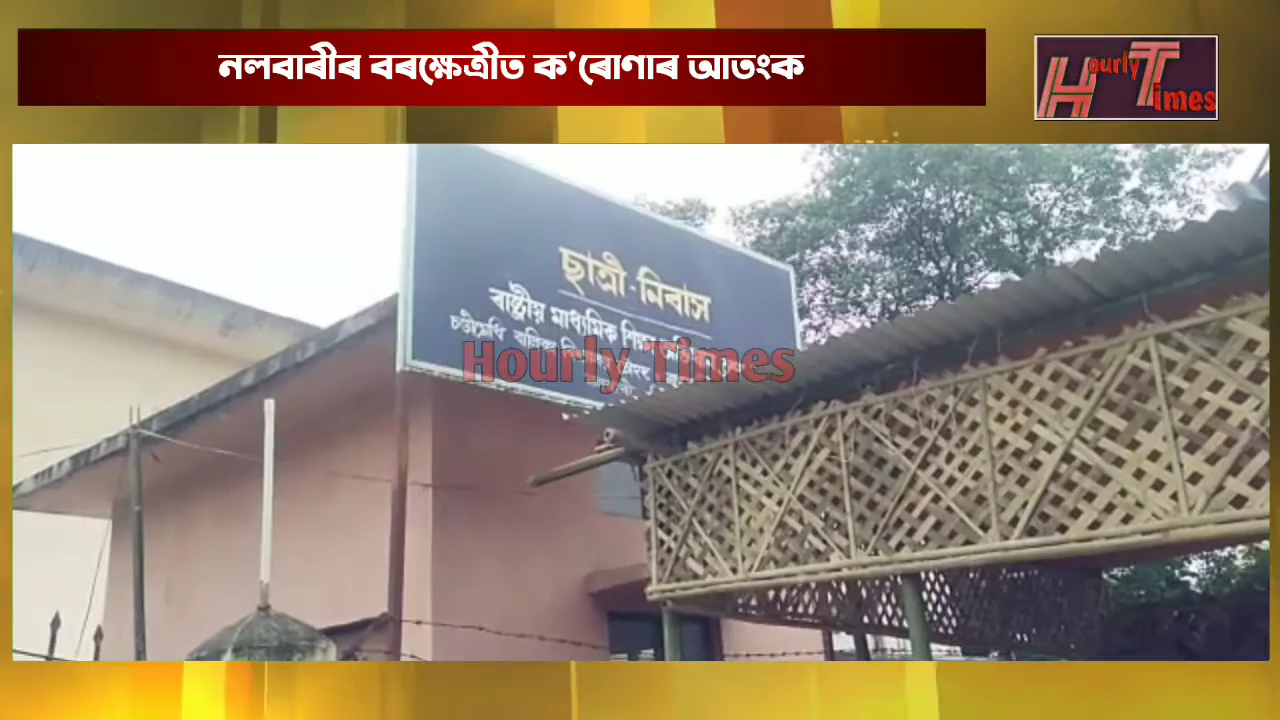 নলবাৰীৰ বৰক্ষেত্ৰীত ক'ৰোণাৰ আতংক
Hourly Times
ছাত্ৰী-নিবাস
ৰাষ্ট্ৰীয় মাধ্যমিক শিক্ষা
Hourly Times